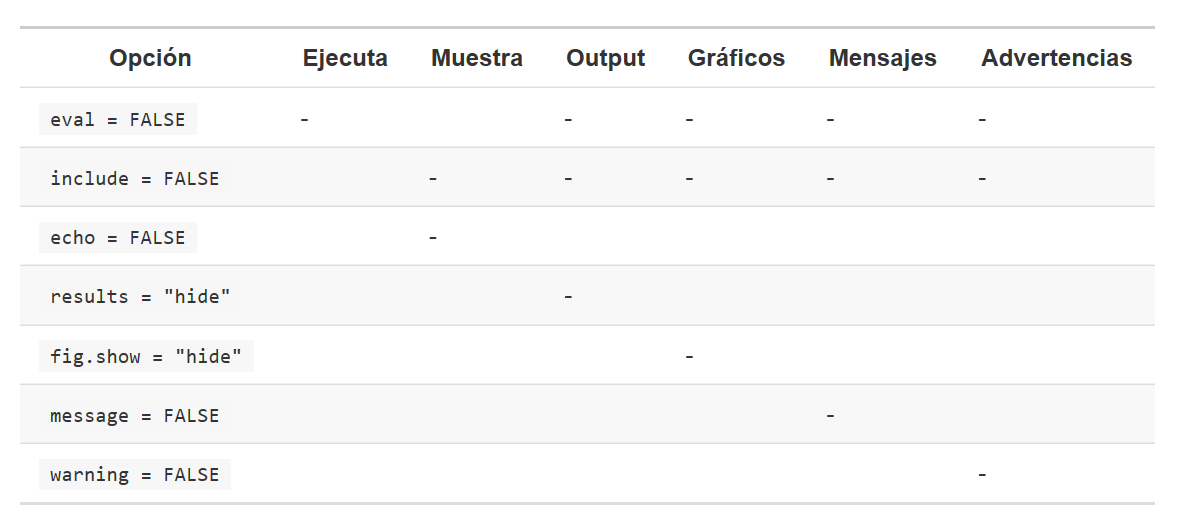 Opción Ejecuta Muestra Output Gráficos Mensajes Advertencias
eval = FALSE - - - - -
include = FALSE - - - - -
echo = FALSE -
results = "hide" -
fig.show = "hide" -
message = FALSE -
warning = FALSE -